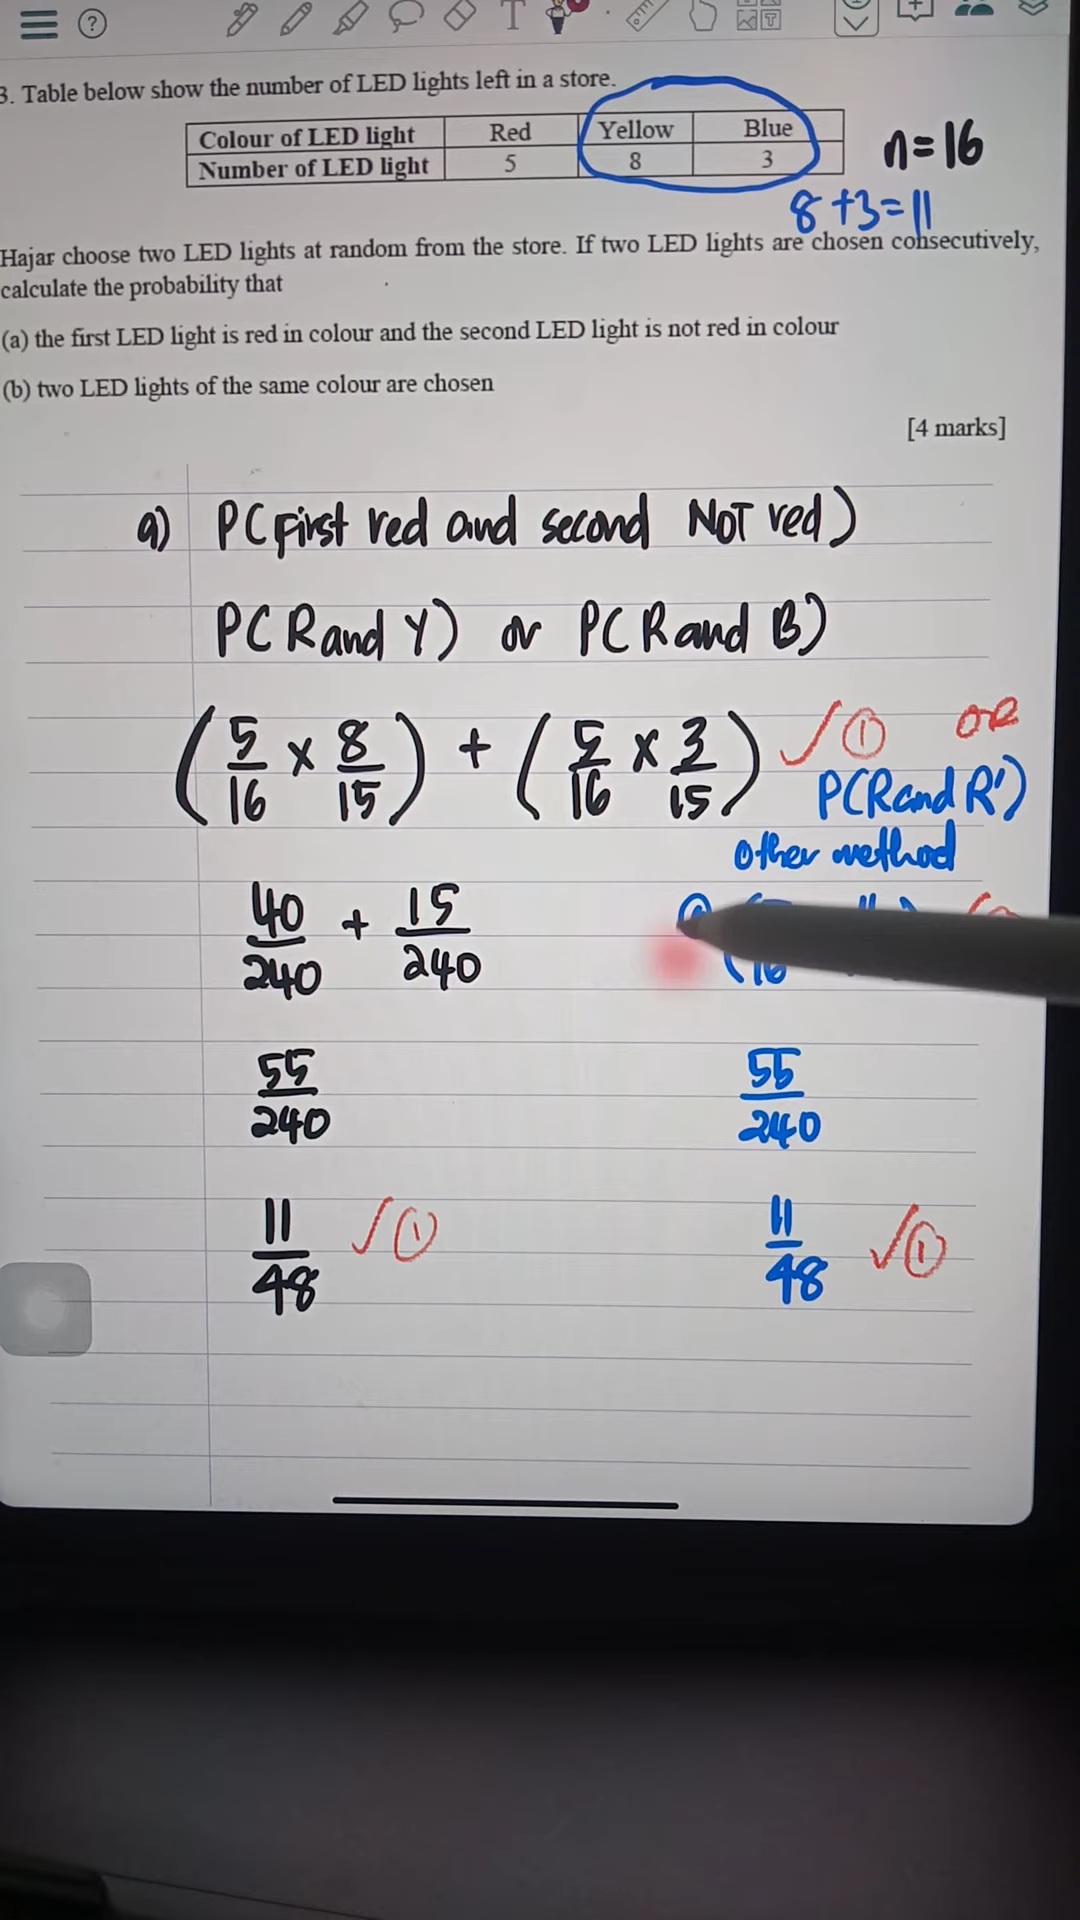 3. Table below show the number of LED lights left in a store.
Colour of LED light Red Yellow Blue
Number of LED light 5 8 3
n=16
8+3=11
Hajar choose two LED lights at random from the store. If two LED lights are chosen consecutively,
calculate the probability that
(a) the first LED light is red in colour and the second LED light is not red in colour
(b) two LED lights of the same colour are chosen
[4 marks]
a) P(first red and second NOT red)
P(R and Y) or P(R and B)
(5/16 × 8/15) + (5/16 × 3/15) ✓① OR
P(R and R')
other method
40/240 + 15/240
55/240 55/240
11/48 ✓① 11/48 ✓①